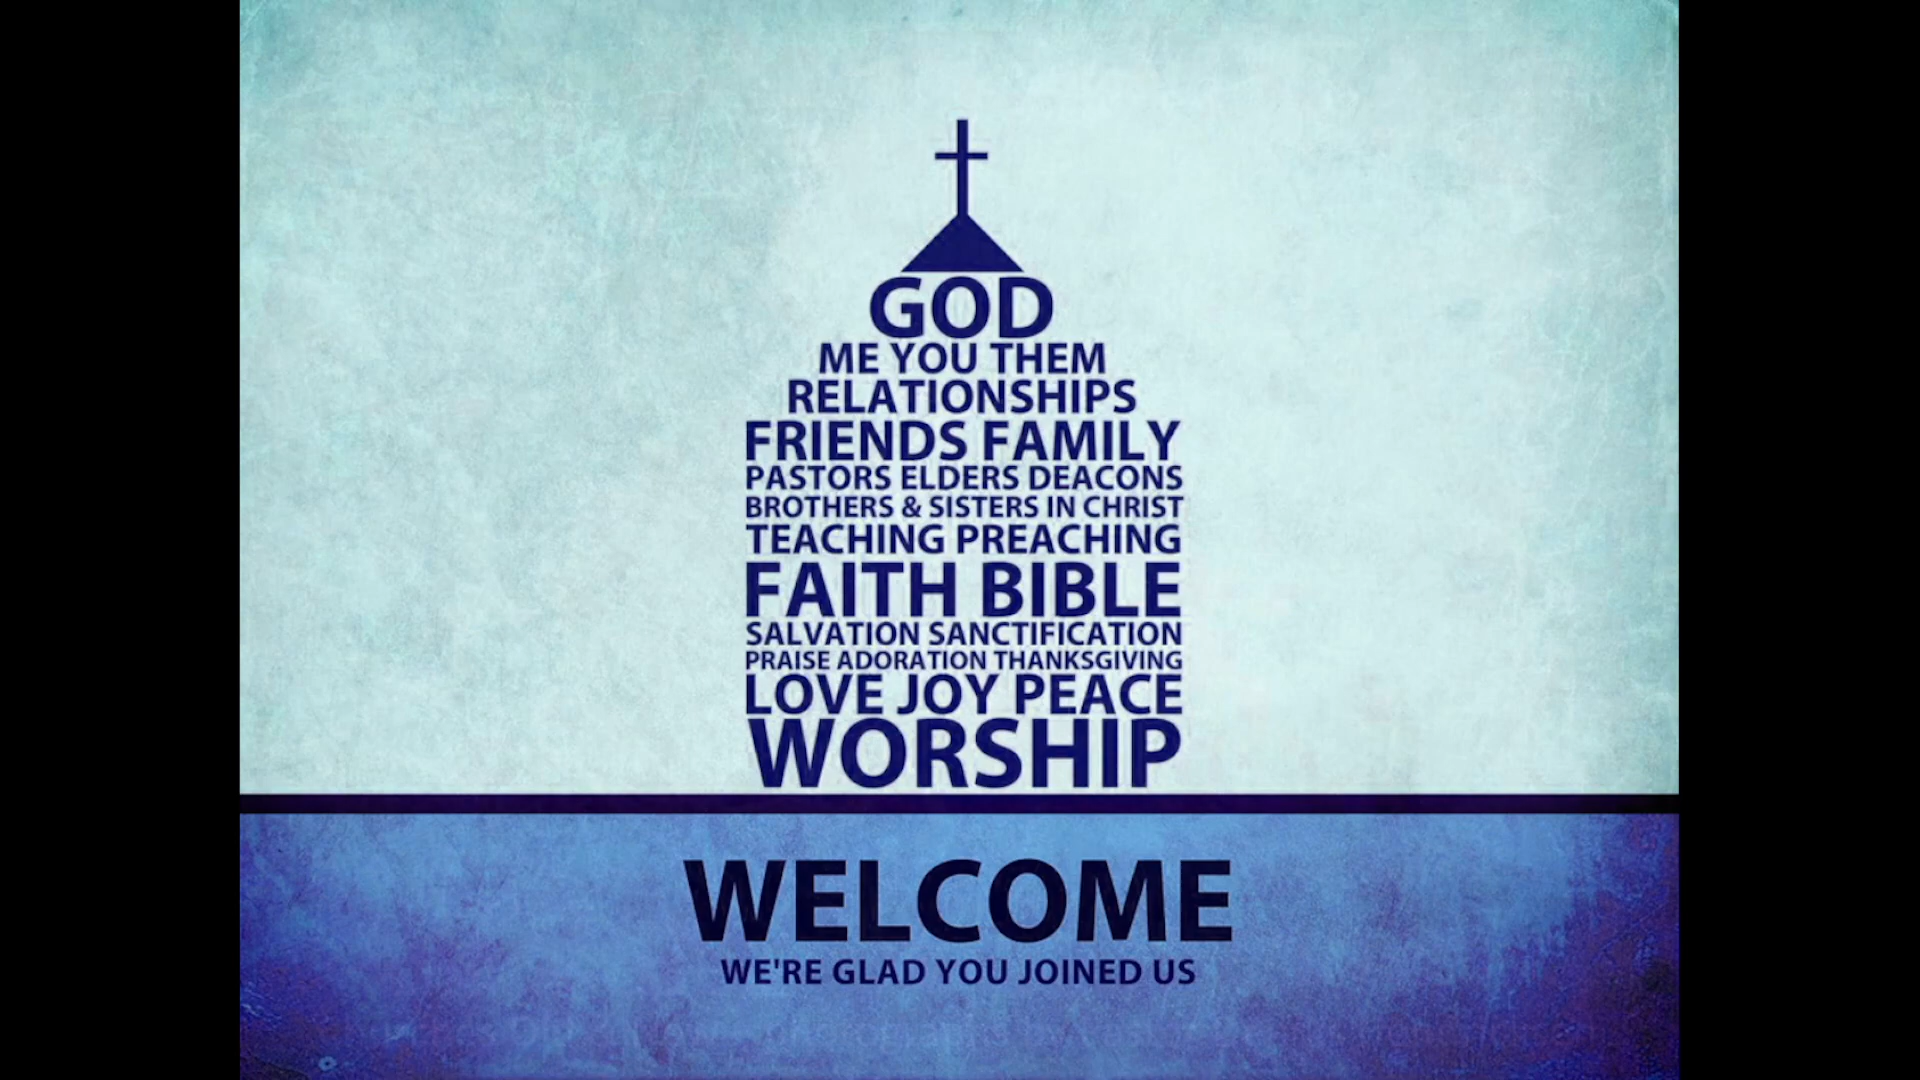 GOD
ME YOU THEM
RELATIONSHIPS
FRIENDS FAMILY
PASTORS ELDERS DEACONS
BROTHERS & SISTERS IN CHRIST
TEACHING PREACHING
FAITH BIBLE
SALVATION SANCTIFICATION
PRAISE ADORATION THANKSGIVING
LOVE JOY PEACE
WORSHIP
WELCOME
WE'RE GLAD YOU JOINED US